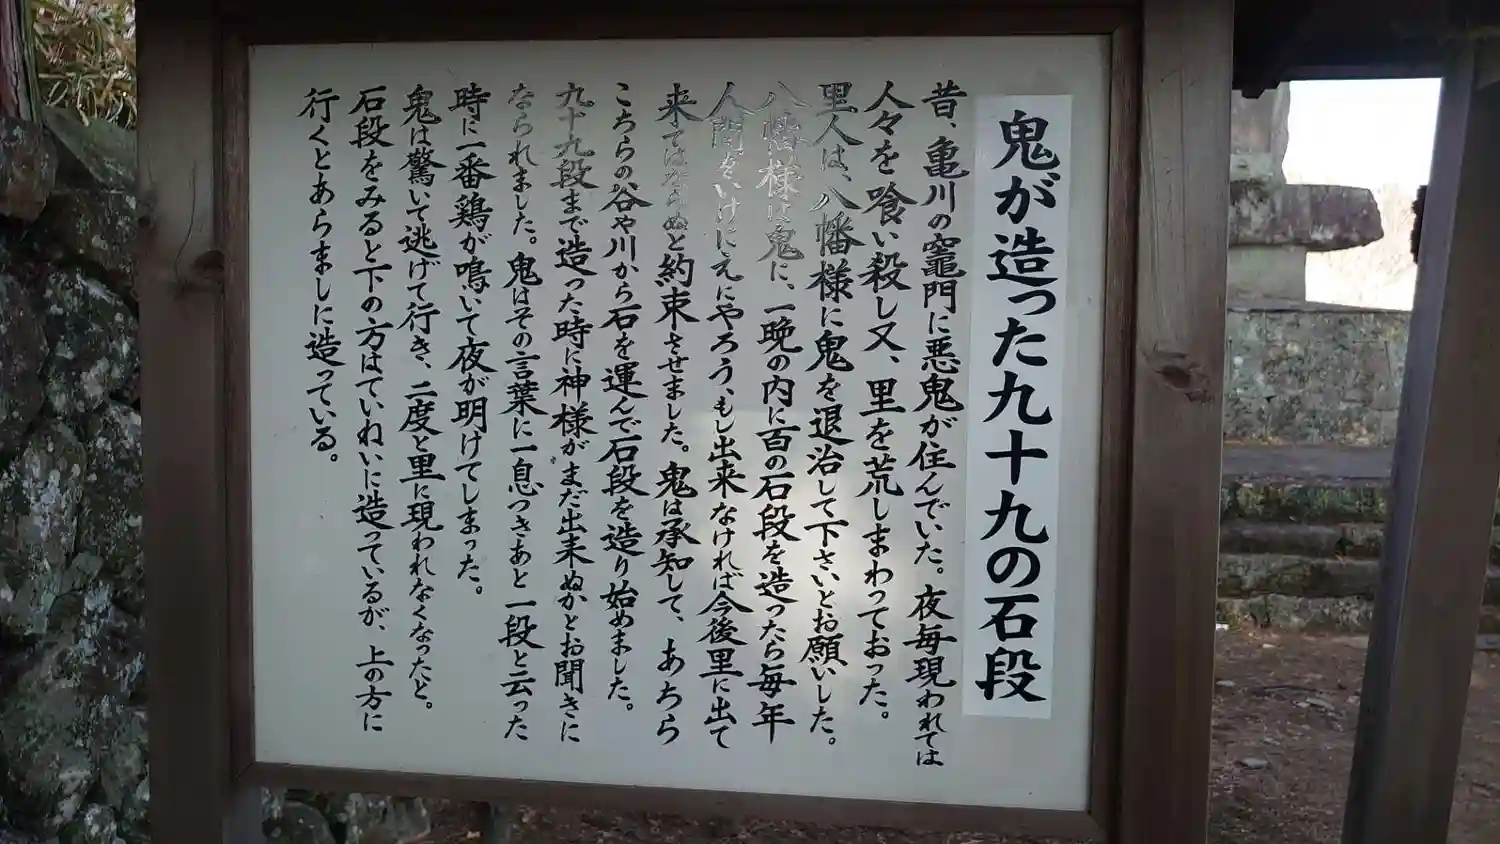 鬼が造った九十九の石段
昔、亀川の竈門に悪鬼が住んでいた。夜毎現われては
人々を喰い殺し又、里を荒しまわっておった。
里人は、八幡様に鬼を退治して下さいとお願いした。
八幡様は鬼に、一晩の内に百の石段を造ったら毎年
人間をいけにえにやろう、もし出来なければ今後里に出て
来てはならぬと約束させました。鬼は承知して、あちら
こちらの谷や川から石を運んで石段を造り始めました。
九十九段まで造った時に神様がまだ出来ぬかとお聞きに
なられました。鬼はその言葉に一息つきあと一段と云った
時に一番鶏が鳴いて夜が明けてしまった。
鬼は驚いて逃げて行き、二度と里に現われなくなったと。
石段をみると下の方はていねいに造っているが、上の方に
行くとあらましに造っている。